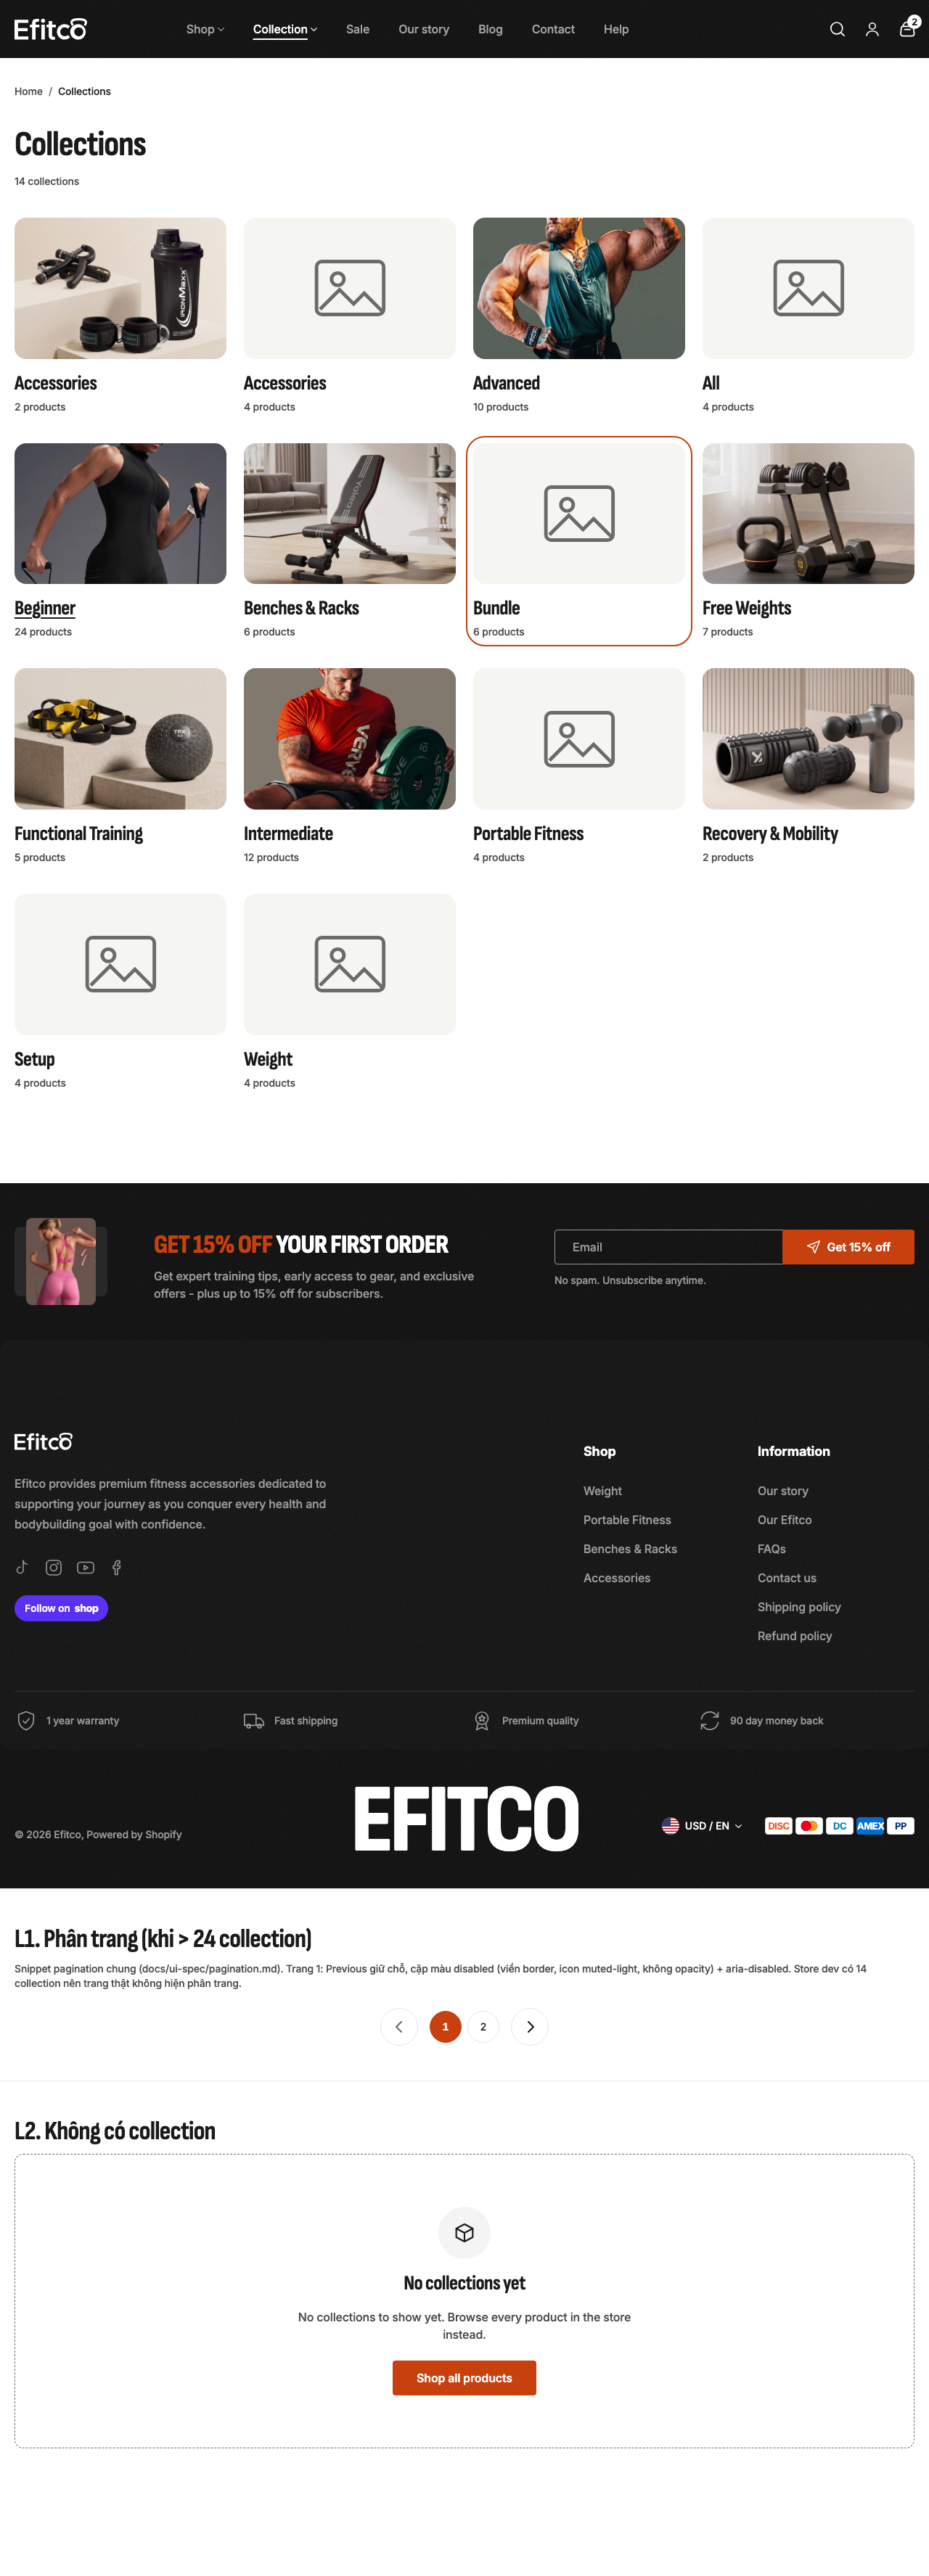 Efitco
Shop
Collection
Sale
Our story
Blog
Contact
Help
2
Home / Collections
Collections
14 collections
IRONMAXX
Accessories
2 products
Accessories
4 products
Advanced
10 products
All
4 products
Beginner
24 products
Yoleo
Benches & Racks
6 products
Bundle
6 products
10
Free Weights
7 products
TRX
Functional Training
5 products
VERVE
VERVE
Intermediate
12 products
Portable Fitness
4 products
Recovery & Mobility
2 products
Setup
4 products
Weight
4 products
GET 15% OFF YOUR FIRST ORDER
Get expert training tips, early access to gear, and exclusive
offers - plus up to 15% off for subscribers.
Email
Get 15% off
No spam. Unsubscribe anytime.
Efitco
Efitco provides premium fitness accessories dedicated to
supporting your journey as you conquer every health and
bodybuilding goal with confidence.
Follow on shop
Shop
Weight
Portable Fitness
Benches & Racks
Accessories
Information
Our story
Our Efitco
FAQs
Contact us
Shipping policy
Refund policy
1 year warranty
Fast shipping
Premium quality
90 day money back
© 2026 Efitco, Powered by Shopify
EFITCO
USD / EN
DISC
DC
AMEX
PP
L1. Phân trang (khi > 24 collection)
Snippet pagination chung (docs/ui-spec/pagination.md). Trang 1: Previous giữ chỗ, cặp màu disabled (viền border, icon muted-light, không opacity) + aria-disabled. Store dev có 14
collection nên trang thật không hiện phân trang.
1
2
L2. Không có collection
No collections yet
No collections to show yet. Browse every product in the store
instead.
Shop all products